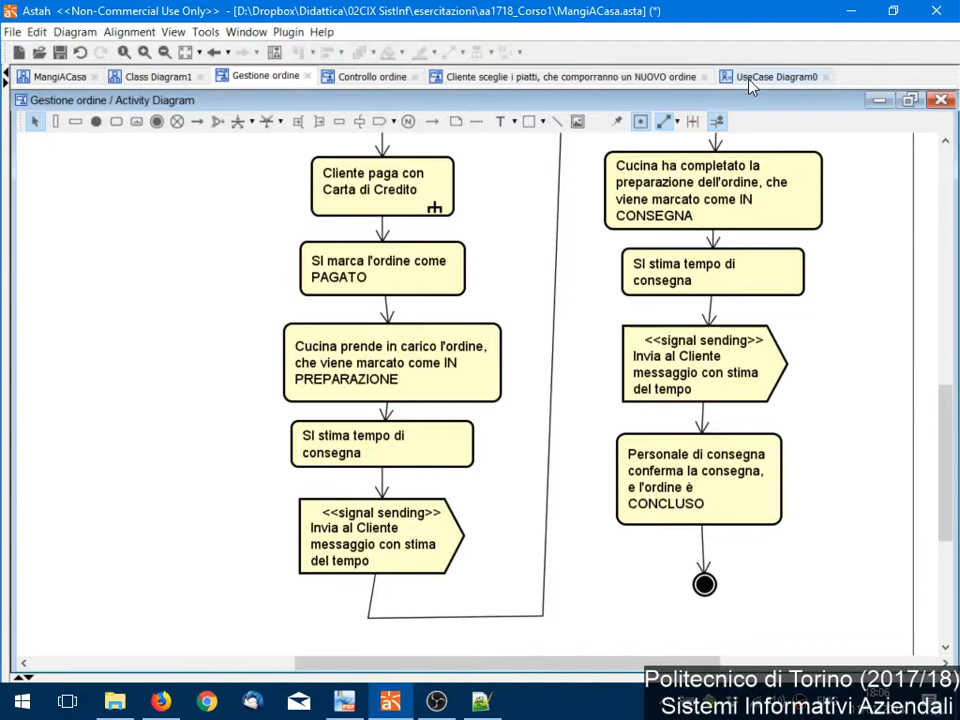 Astah <<Non-Commercial Use Only>> - [D:\Dropbox\Didattica\02CIX SistInf\esercitazioni\aa1718_Corso1\MangiACasa.asta] (*)
File Edit Diagram Alignment View Tools Window Plugin Help
MangiACasa
Class Diagram1
Gestione ordine
Controllo ordine
Cliente sceglie i piatti, che comporranno un NUOVO ordine
UseCase Diagram0
Gestione ordine / Activity Diagram
Cliente paga con
Carta di Credito
SI marca l'ordine come
PAGATO
Cucina prende in carico l'ordine,
che viene marcato come IN
PREPARAZIONE
SI stima tempo di
consegna
<<signal sending>>
Invia al Cliente
messaggio con stima
del tempo
Cucina ha completato la
preparazione dell'ordine, che
viene marcato come IN
CONSEGNA
SI stima tempo di
consegna
<<signal sending>>
Invia al Cliente
messaggio con stima
del tempo
Personale di consegna
conferma la consegna,
e l'ordine è
CONCLUSO
Politecnico di Torino (2017/18)
18:06
Sistemi Informativi Aziendali